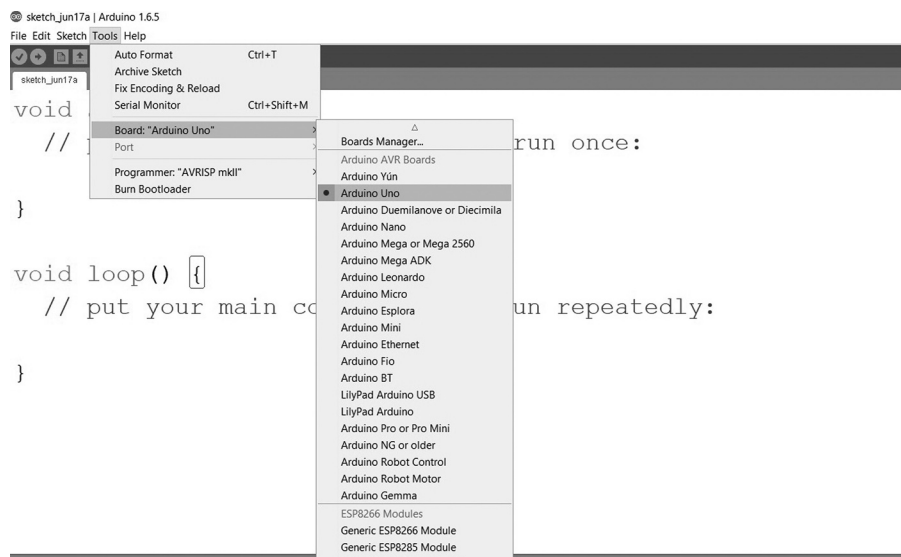 sketch_jun17a | Arduino 1.6.5
File Edit Sketch Tools Help
sketch_jun17a
Auto Format Ctrl+T
Archive Sketch
Fix Encoding & Reload
Serial Monitor Ctrl+Shift+M
Board: "Arduino Uno"
Port
Programmer: "AVRISP mkII"
Burn Bootloader
Boards Manager...
Arduino AVR Boards
Arduino Yún
Arduino Uno
Arduino Duemilanove or Diecimila
Arduino Nano
Arduino Mega or Mega 2560
Arduino Mega ADK
Arduino Leonardo
Arduino Micro
Arduino Esplora
Arduino Mini
Arduino Ethernet
Arduino Fio
Arduino BT
LilyPad Arduino USB
LilyPad Arduino
Arduino Pro or Pro Mini
Arduino NG or older
Arduino Robot Control
Arduino Robot Motor
Arduino Gemma
ESP8266 Modules
Generic ESP8266 Module
Generic ESP8285 Module
void
// run once:
}
void loop() {
// put your main repeatedly:
}